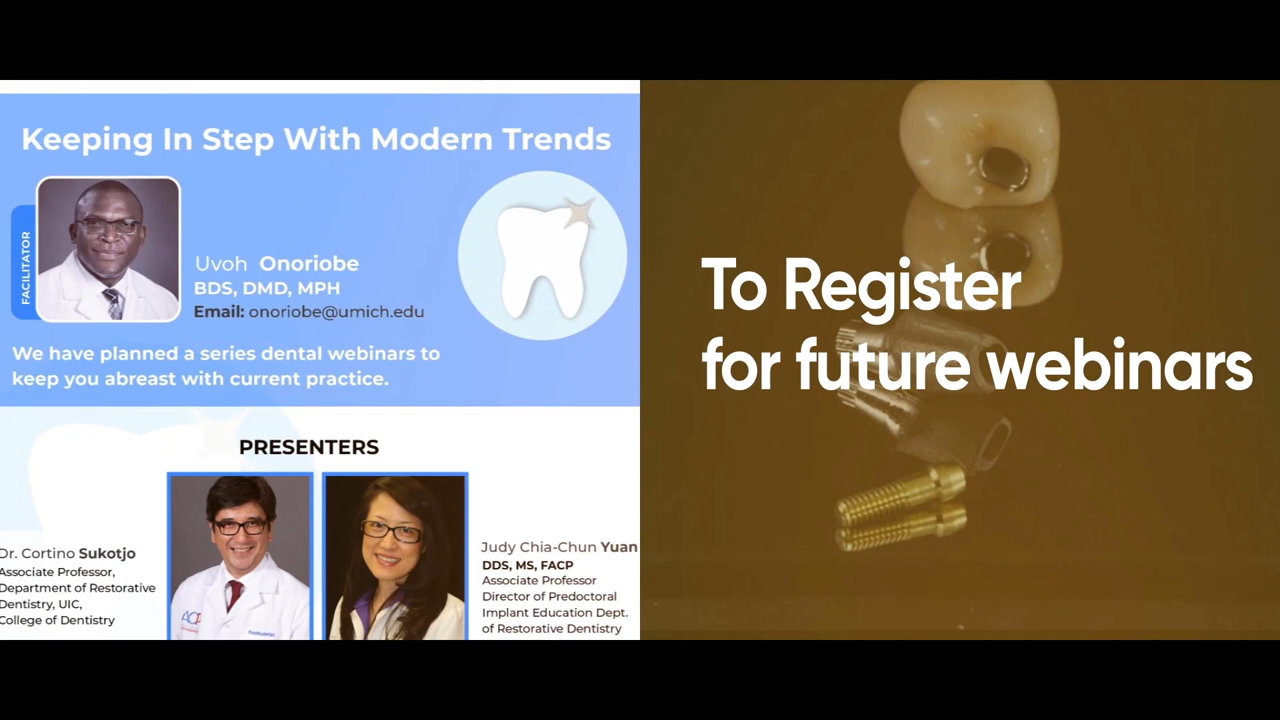 Keeping In Step With Modern Trends
FACILITATOR
Uvoh Onoriobe
BDS, DMD, MPH
Email: onoriobe@umich.edu
We have planned a series dental webinars to
keep you abreast with current practice.
PRESENTERS
Dr. Cortino Sukotjo
Associate Professor,
Department of Restorative
Dentistry, UIC,
College of Dentistry
Judy Chia-Chun Yuan
DDS, MS, FACP
Associate Professor
Director of Predoctoral
Implant Education Dept.
of Restorative Dentistry
To Register
for future webinars